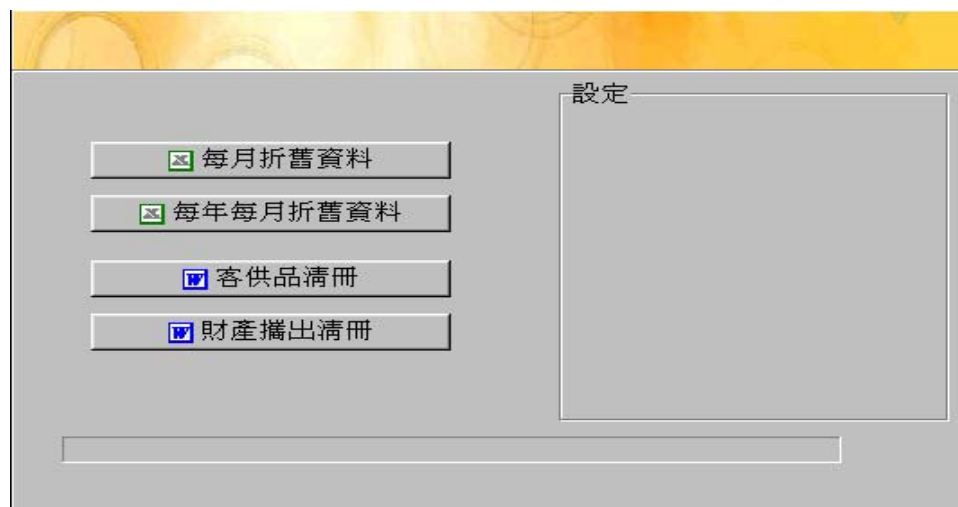 設定
每月折舊資料
每年每月折舊資料
客供品清冊
財產攜出清冊